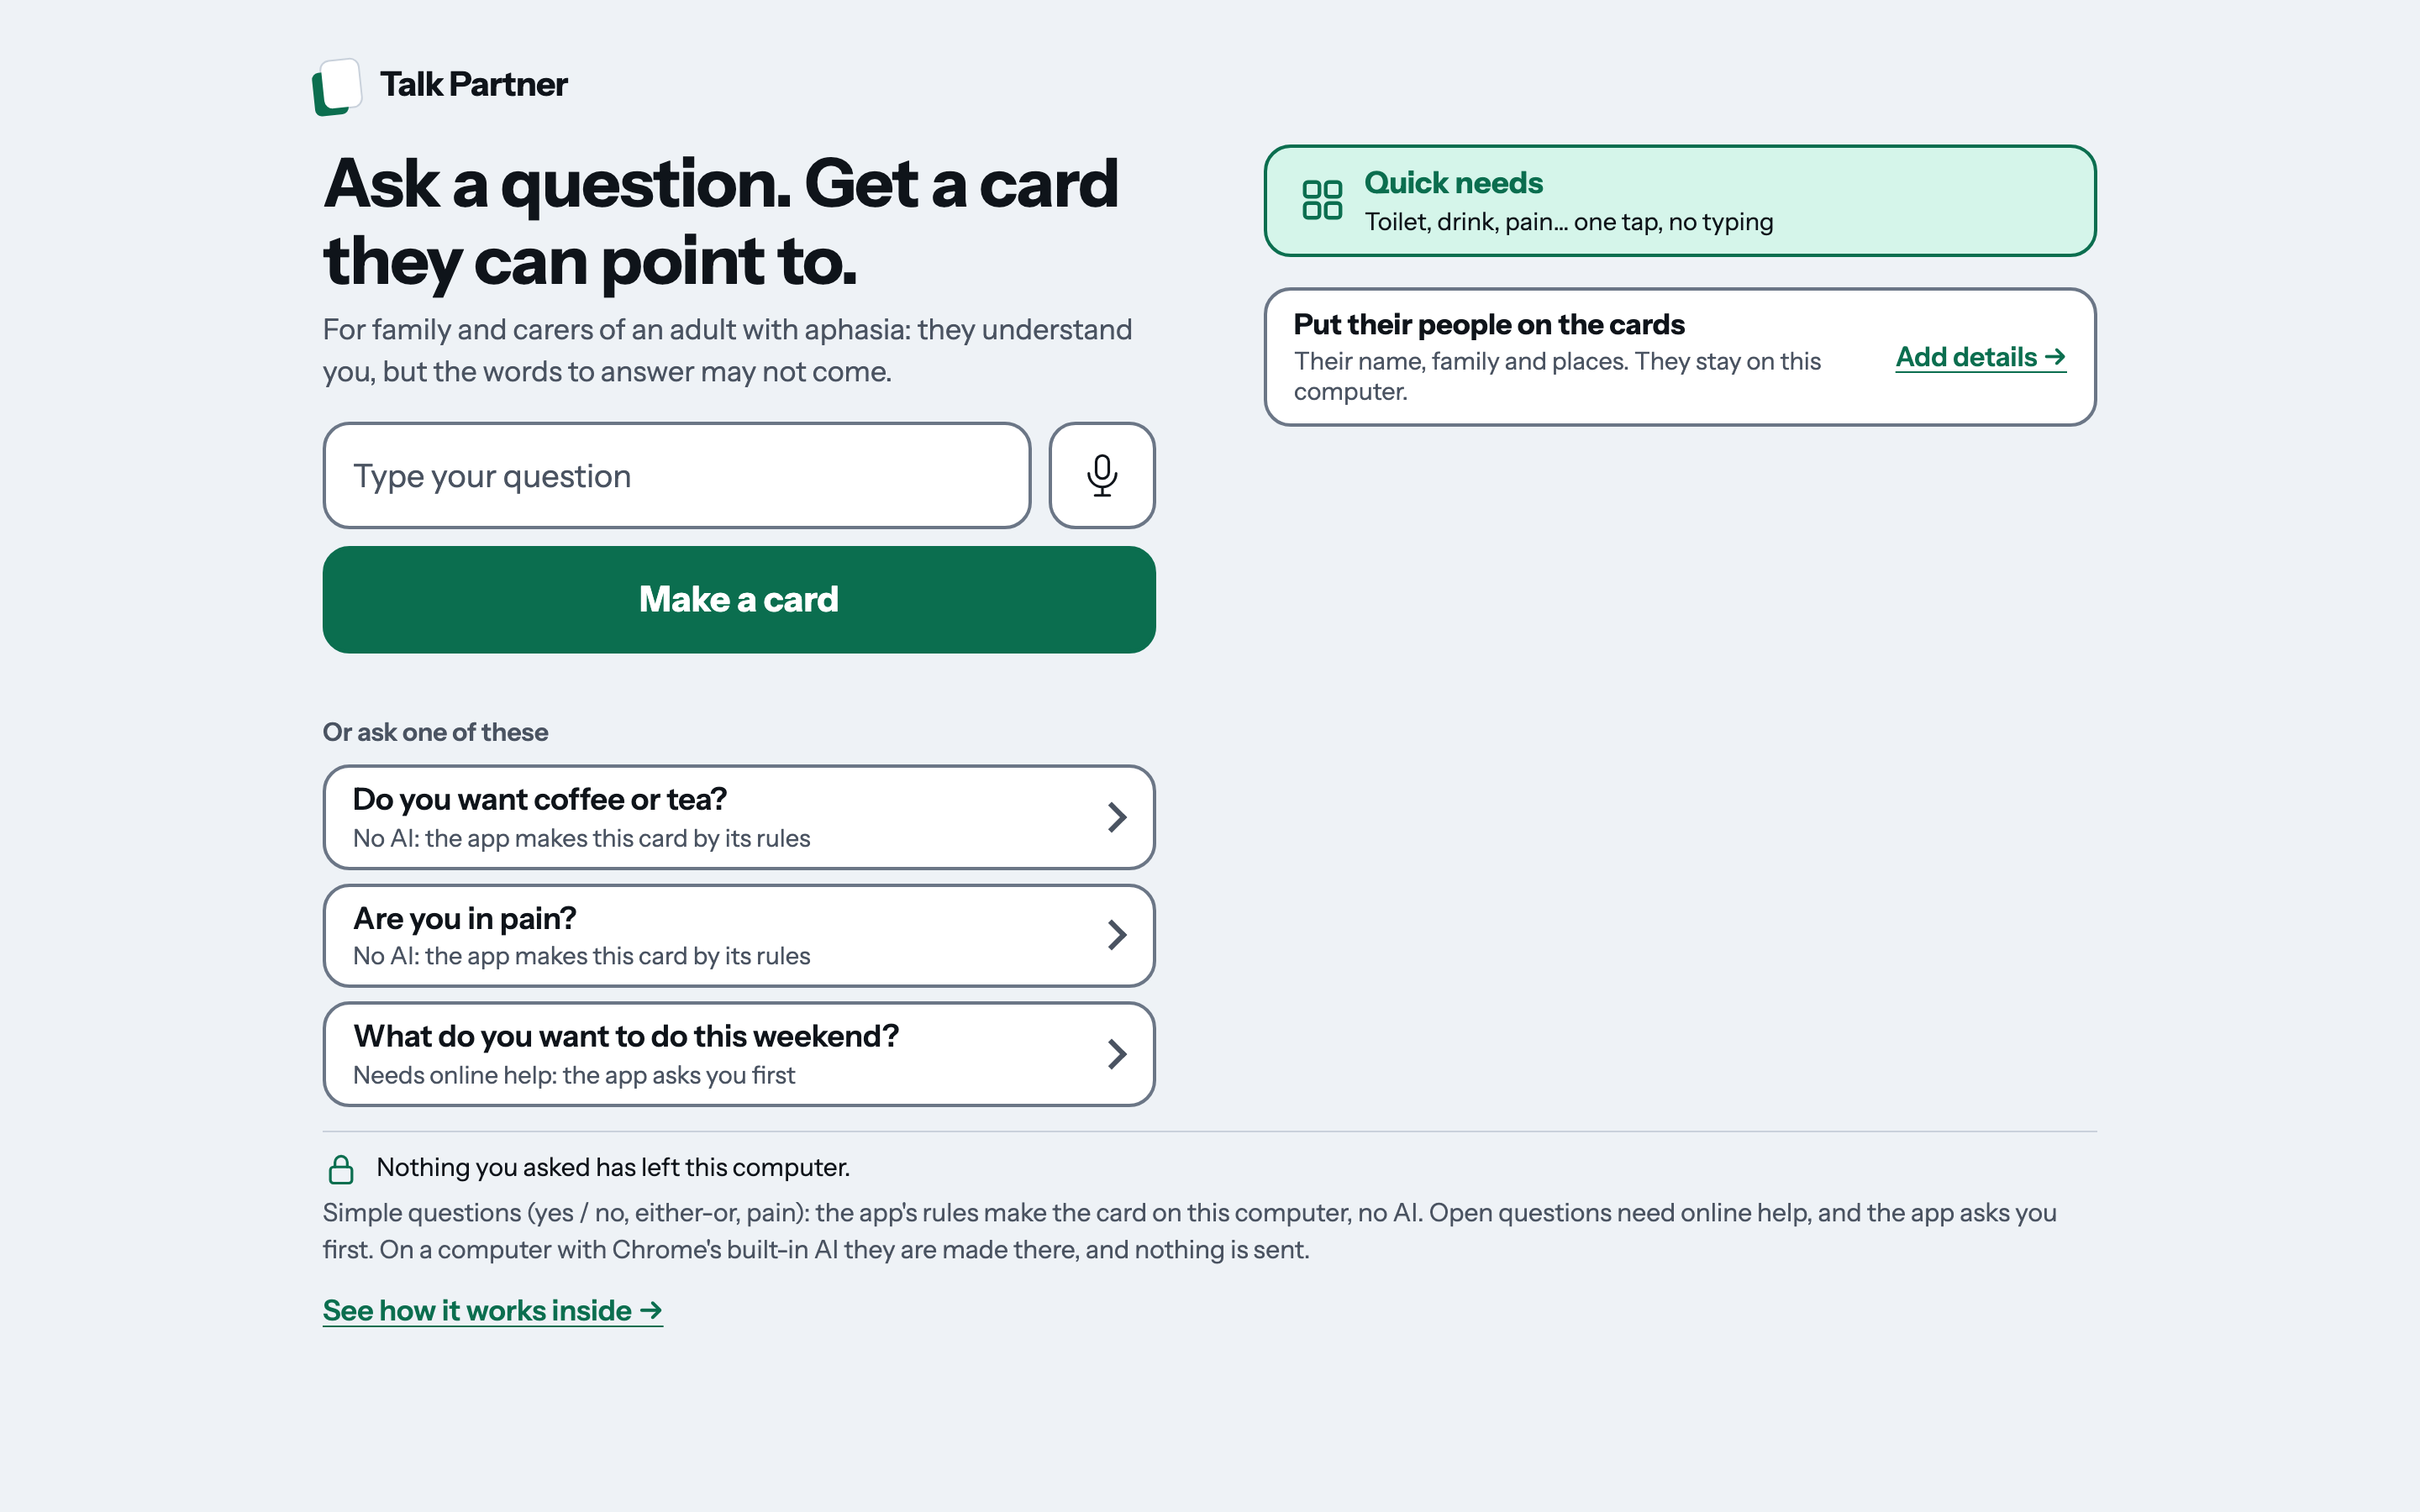 Talk Partner
Ask a question. Get a card
they can point to.
For family and carers of an adult with aphasia: they understand
you, but the words to answer may not come.
Type your question
Make a card
Or ask one of these
Do you want coffee or tea?
No AI: the app makes this card by its rules
Are you in pain?
No AI: the app makes this card by its rules
What do you want to do this weekend?
Needs online help: the app asks you first
Quick needs
Toilet, drink, pain... one tap, no typing
Put their people on the cards
Their name, family and places. They stay on this
computer.
Add details →
Nothing you asked has left this computer.
Simple questions (yes / no, either-or, pain): the app's rules make the card on this computer, no AI. Open questions need online help, and the app asks you
first. On a computer with Chrome's built-in AI they are made there, and nothing is sent.
See how it works inside →